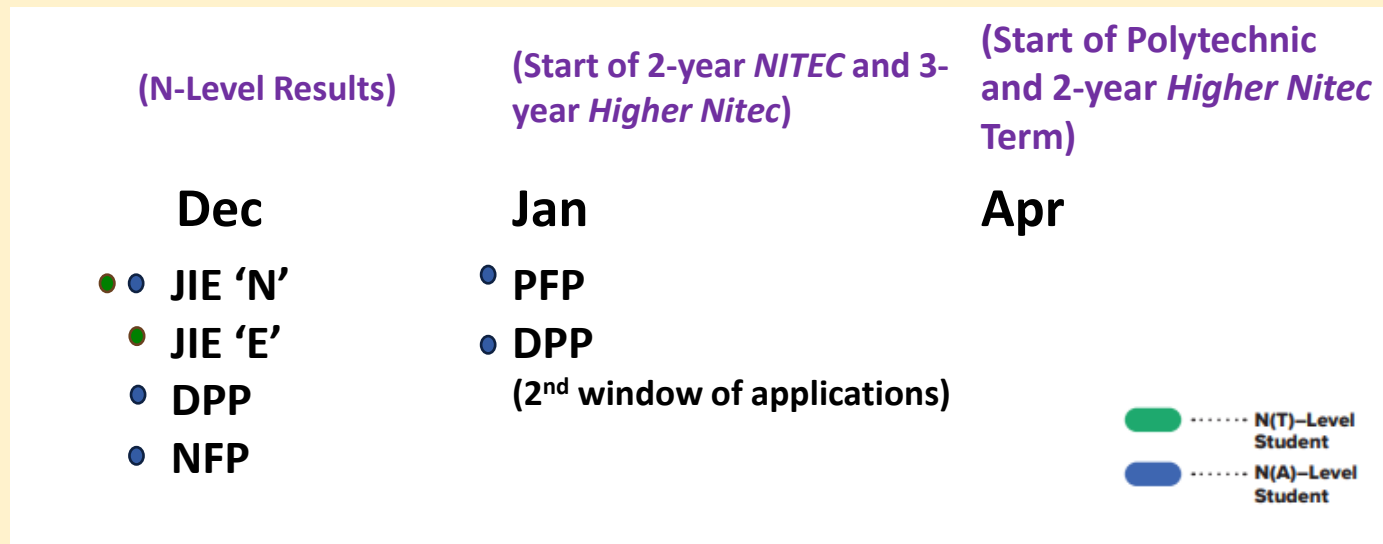 (N-Level Results)
(Start of 2-year NITEC and 3-
year Higher Nitec)
(Start of Polytechnic
and 2-year Higher Nitec
Term)
Dec
Jan
Apr
JIE ‘N’
JIE ‘E’
DPP
NFP
PFP
DPP
(2nd window of applications)
N(T)–Level
Student
N(A)–Level
Student